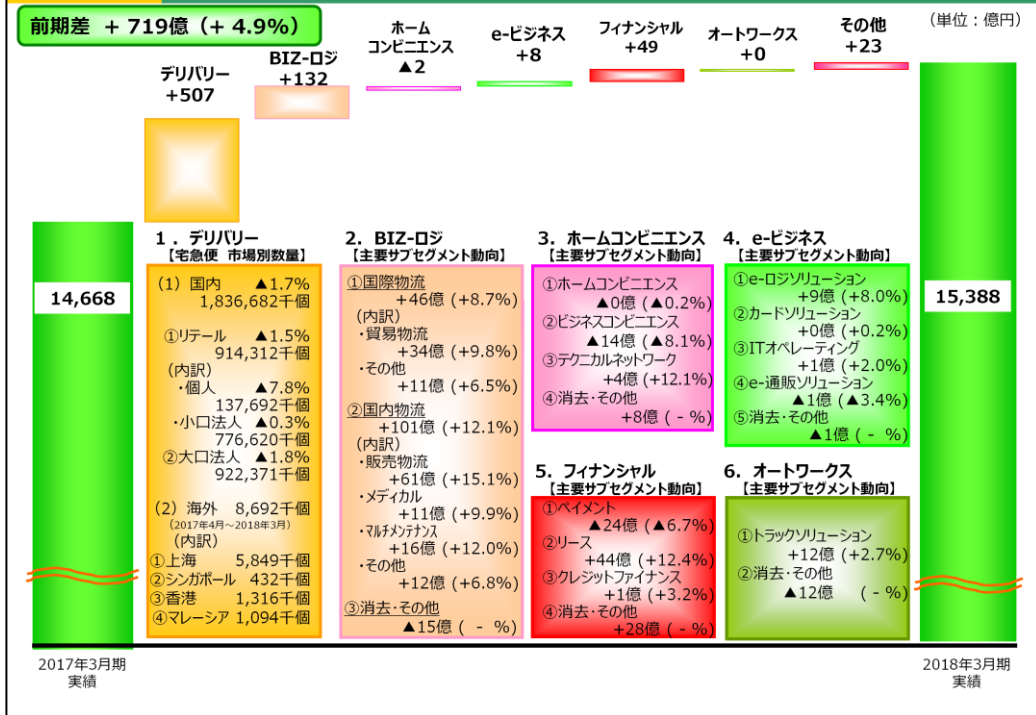 前期差 + 719億(+ 4.9%)
(単位:億円)
デリバリー
+507
BIZ-ロジ
+132
ホーム
コンビニエンス
▲2
e-ビジネス
+8
フィナンシャル
+49
オートワークス
+0
その他
+23
14,668
15,388
1.デリバリー
【宅急便 市場別数量】
(1) 国内 ▲1.7%
1,836,682千個
①リテール ▲1.5%
914,312千個
(内訳)
・個人 ▲7.8%
137,692千個
・小口法人 ▲0.3%
776,620千個
②大口法人 ▲1.8%
922,371千個
(2) 海外 8,692千個
(2017年4月~2018年3月)
(内訳)
①上海 5,849千個
②シンガポール 432千個
③香港 1,316千個
④マレーシア 1,094千個
2.BIZ-ロジ
【主要サブセグメント動向】
①国際物流
+46億 (+8.7%)
(内訳)
・貿易物流
+34億 (+9.8%)
・その他
+11億 (+6.5%)
②国内物流
+101億 (+12.1%)
(内訳)
・販売物流
+61億 (+15.1%)
・メディカル
+11億 (+9.9%)
・マルチメンテナンス
+16億 (+12.0%)
・その他
+12億 (+6.8%)
③消去・その他
▲15億 ( - %)
3.ホームコンビニエンス
【主要サブセグメント動向】
①ホームコンビニエンス
▲0億 (▲0.2%)
②ビジネスコンビニエンス
▲14億 (▲8.1%)
③テクニカルネットワーク
+4億 (+12.1%)
④消去・その他
+8億 ( - %)
4.e-ビジネス
【主要サブセグメント動向】
①e-ロジソリューション
+9億 (+8.0%)
②カードソリューション
+0億 (+0.2%)
③ITオペレーティング
+1億 (+2.0%)
④e-通販ソリューション
▲1億 (▲3.4%)
⑤消去・その他
▲1億 ( - %)
5.フィナンシャル
【主要サブセグメント動向】
①ペイメント
▲24億 (▲6.7%)
②リース
+44億 (+12.4%)
③クレジットファイナンス
+1億 (+3.2%)
④消去・その他
+28億 ( - %)
6.オートワークス
【主要サブセグメント動向】
①トラックソリューション
+12億 (+2.7%)
②消去・その他
▲12億 ( - %)
2017年3月期
実績
2018年3月期
実績